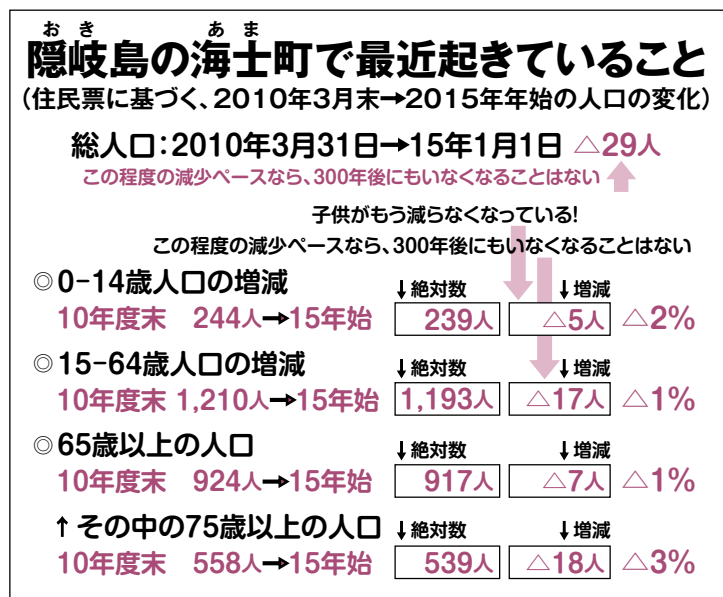 おき あま
隠岐島の海士町で最近起きていること
（住民票に基づく、2010年3月末→2015年年始の人口の変化）
総人口：2010年3月31日→15年1月1日 △29人
この程度の減少ペースなら、300年後にもいなくなることはない
子供がもう減らなくなっている！
この程度の減少ペースなら、300年後にもいなくなることはない
◎0-14歳人口の増減 ↓絶対数 ↓増減
10年度末 244人→15年始 239人 △5人 △2%
◎15-64歳人口の増減 ↓絶対数 ↓増減
10年度末 1,210人→15年始 1,193人 △17人 △1%
◎65歳以上の人口 ↓絶対数 ↓増減
10年度末 924人→15年始 917人 △7人 △1%
↑その中の75歳以上の人口 ↓絶対数 ↓増減
10年度末 558人→15年始 539人 △18人 △3%